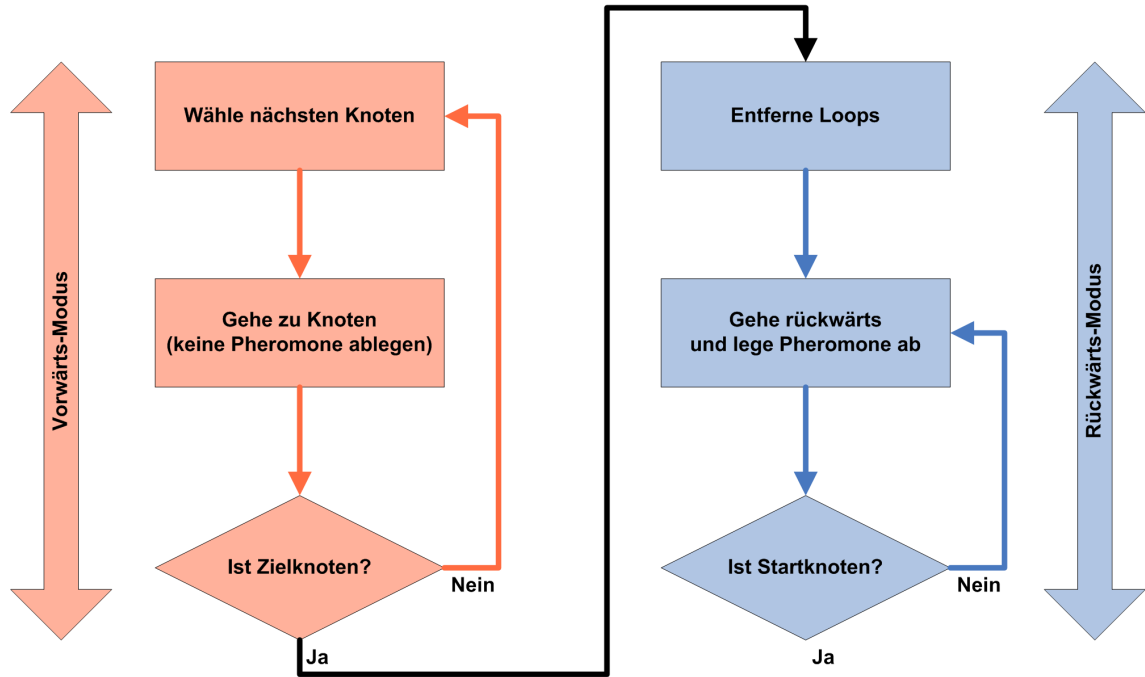 Vorwärts-Modus
Wähle nächsten Knoten
Gehe zu Knoten
(keine Pheromone ablegen)
Ist Zielknoten?
Nein
Ja
Entferne Loops
Gehe rückwärts
und lege Pheromone ab
Ist Startknoten?
Nein
Ja
Rückwärts-Modus